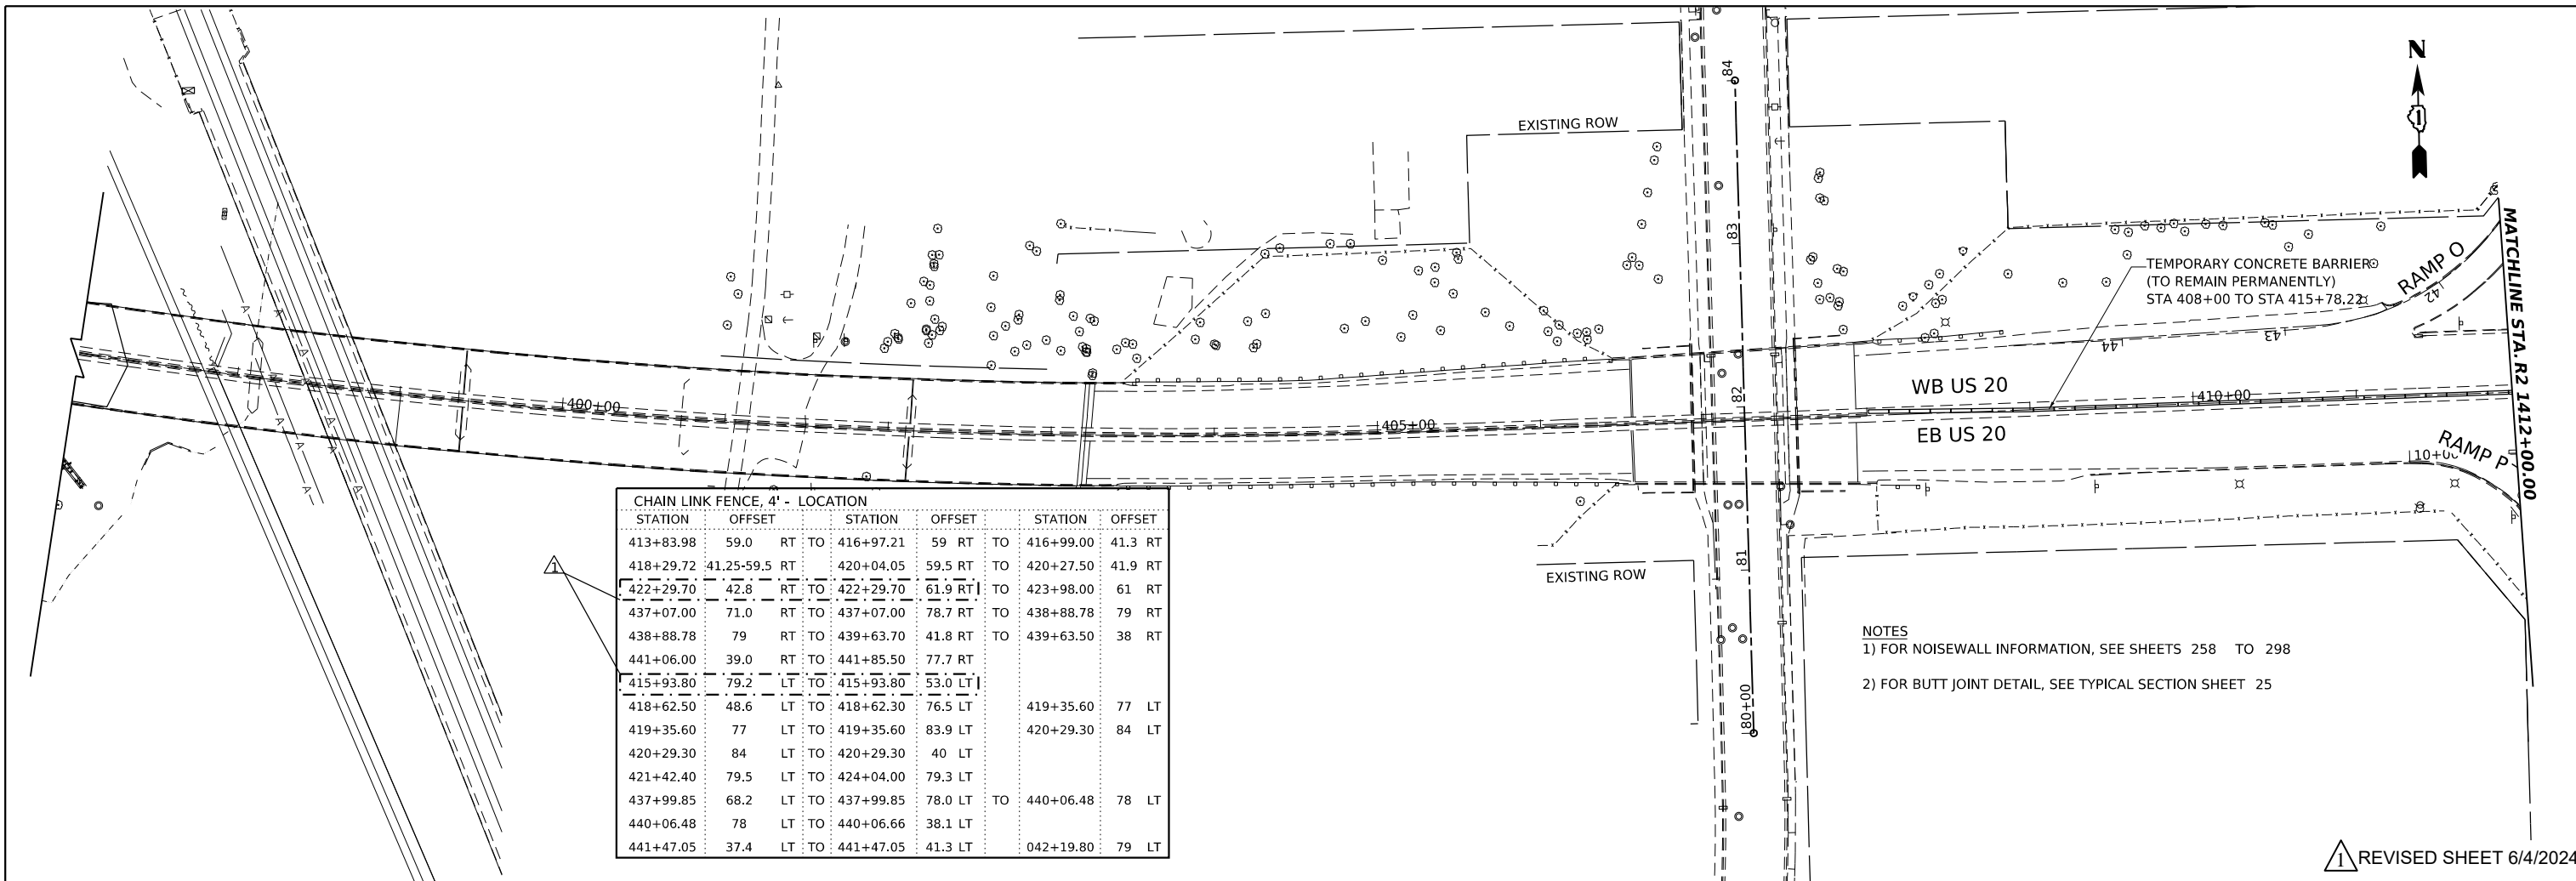 N
1
84
83
82
81
80+00
EXISTING ROW
EXISTING ROW
TEMPORARY CONCRETE BARRIER
(TO REMAIN PERMANENTLY)
STA 408+00 TO STA 415+78.22
RAMP O
42
43
44
MATCHLINE STA. R2 1412+00.00
400+00
405+00
410+00
WB US 20
EB US 20
RAMP P
10+00
A A A A A A A A A
1
CHAIN LINK FENCE, 4' - LOCATION
STATION OFFSET STATION OFFSET STATION OFFSET
413+83.98 59.0 RT TO 416+97.21 59 RT TO 416+99.00 41.3 RT
418+29.72 41.25-59.5 RT 420+04.05 59.5 RT TO 420+27.50 41.9 RT
422+29.70 42.8 RT TO 422+29.70 61.9 RT TO 423+98.00 61 RT
437+07.00 71.0 RT TO 437+07.00 78.7 RT TO 438+88.78 79 RT
438+88.78 79 RT TO 439+63.70 41.8 RT TO 439+63.50 38 RT
441+06.00 39.0 RT TO 441+85.50 77.7 RT
415+93.80 79.2 LT TO 415+93.80 53.0 LT
418+62.50 48.6 LT TO 418+62.30 76.5 LT 419+35.60 77 LT
419+35.60 77 LT TO 419+35.60 83.9 LT 420+29.30 84 LT
420+29.30 84 LT TO 420+29.30 40 LT
421+42.40 79.5 LT TO 424+04.00 79.3 LT
437+99.85 68.2 LT TO 437+99.85 78.0 LT TO 440+06.48 78 LT
440+06.48 78 LT TO 440+06.66 38.1 LT
441+47.05 37.4 LT TO 441+47.05 41.3 LT 042+19.80 79 LT
NOTES
1) FOR NOISEWALL INFORMATION, SEE SHEETS 258 TO 298
2) FOR BUTT JOINT DETAIL, SEE TYPICAL SECTION SHEET 25
1 REVISED SHEET 6/4/2024